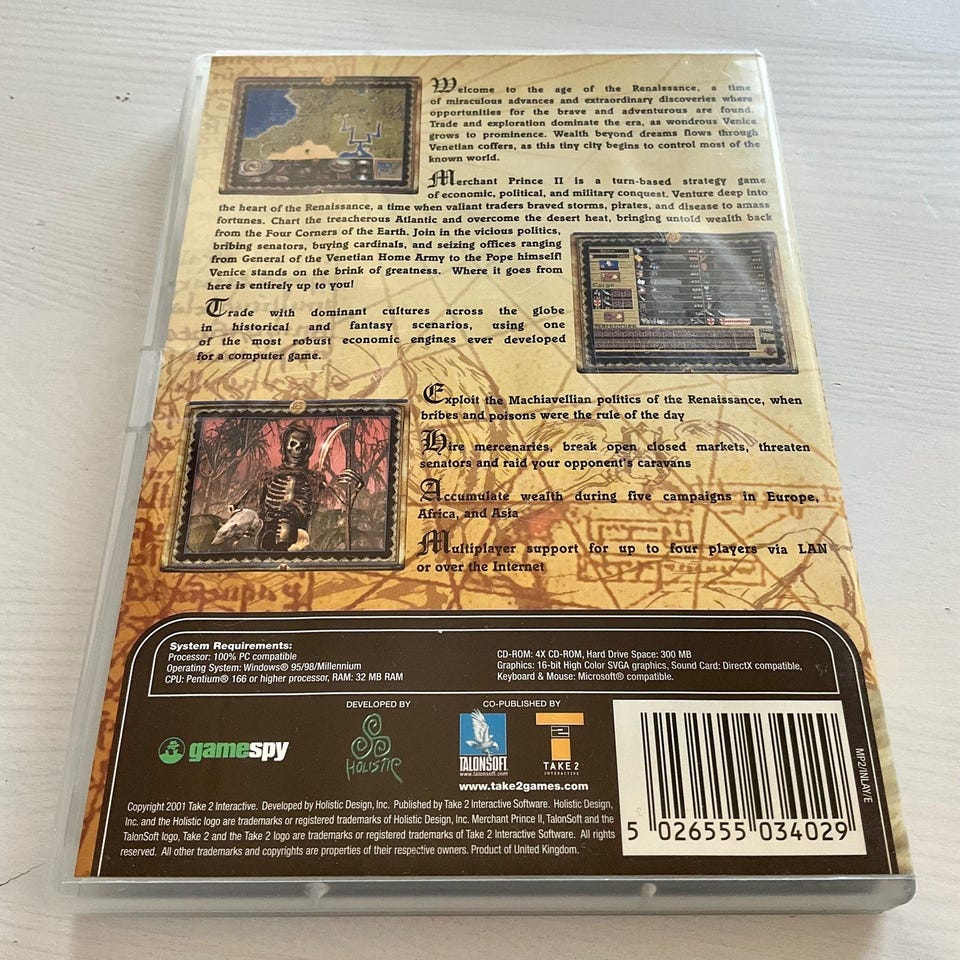 Welcome to the age of the Renaissance, a time
of miraculous advances and extraordinary discoveries where
opportunities for the brave and adventurous are found.
Trade and exploration dominate the era, as wondrous Venice
grows to prominence. Wealth beyond dreams flows through
Venetian coffers, as this tiny city begins to control most of the
known world.
Merchant Prince II is a turn-based strategy game
of economic, political, and military conquest. Venture deep into
the heart of the Renaissance, a time when valiant traders braved storms, pirates, and disease to amass
fortunes. Chart the treacherous Atlantic and overcome the desert heat, bringing untold wealth back
from the Four Corners of the Earth. Join in the vicious politics,
bribing senators, buying cardinals, and seizing offices ranging
from General of the Venetian Home Army to the Pope himself!
Venice stands on the brink of greatness. Where it goes from
here is entirely up to you!
Trade with dominant cultures across the globe
in historical and fantasy scenarios, using one
of the most robust economic engines ever developed
for a computer game.
Cargo
Exploit the Machiavellian politics of the Renaissance, when
bribes and poisons were the rule of the day
Hire mercenaries, break open closed markets, threaten
senators and raid your opponent's caravans
Accumulate wealth during five campaigns in Europe,
Africa, and Asia
Multiplayer support for up to four players via LAN
or over the Internet
System Requirements:
Processor: 100% PC compatible
Operating System: Windows® 95/98/Millennium
CPU: Pentium® 166 or higher processor, RAM: 32 MB RAM
CD-ROM: 4X CD-ROM, Hard Drive Space: 300 MB
Graphics: 16-bit High Color SVGA graphics, Sound Card: DirectX compatible,
Keyboard & Mouse: Microsoft® compatible.
gamespy
DEVELOPED BY
HOLISTIC
CO-PUBLISHED BY
TALONSOFT
www.talonsoft.com
T2
TAKE 2
INTERACTIVE
www.take2games.com
Copyright 2001 Take 2 Interactive. Developed by Holistic Design, Inc. Published by Take 2 Interactive Software. Holistic Design,
Inc. and the Holistic logo are trademarks or registered trademarks of Holistic Design, Inc. Merchant Prince II, TalonSoft and the
TalonSoft logo, Take 2 and the Take 2 logo are trademarks or registered trademarks of Take 2 Interactive Software. All rights
reserved. All other trademarks and copyrights are properties of their respective owners. Product of United Kingdom.
5 026555 034029
MP2/INLAY/E